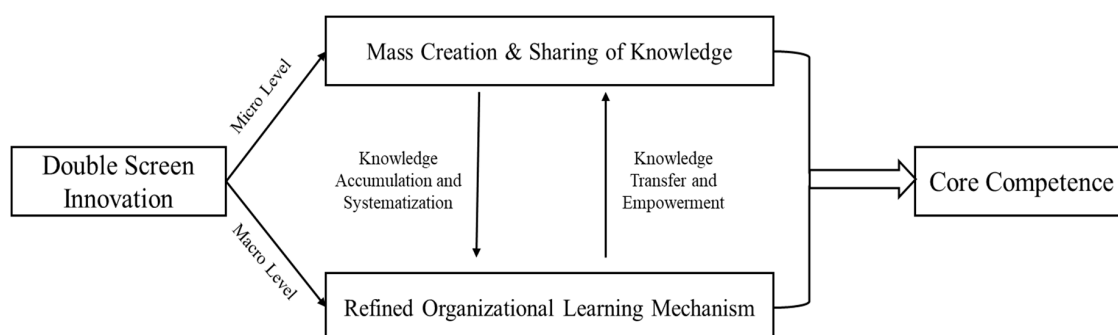 Mass Creation & Sharing of Knowledge
Micro Level
Double Screen
Innovation
Knowledge
Accumulation and
Systematization
Knowledge
Transfer and
Empowerment
Core Competence
Macro Level
Refined Organizational Learning Mechanism